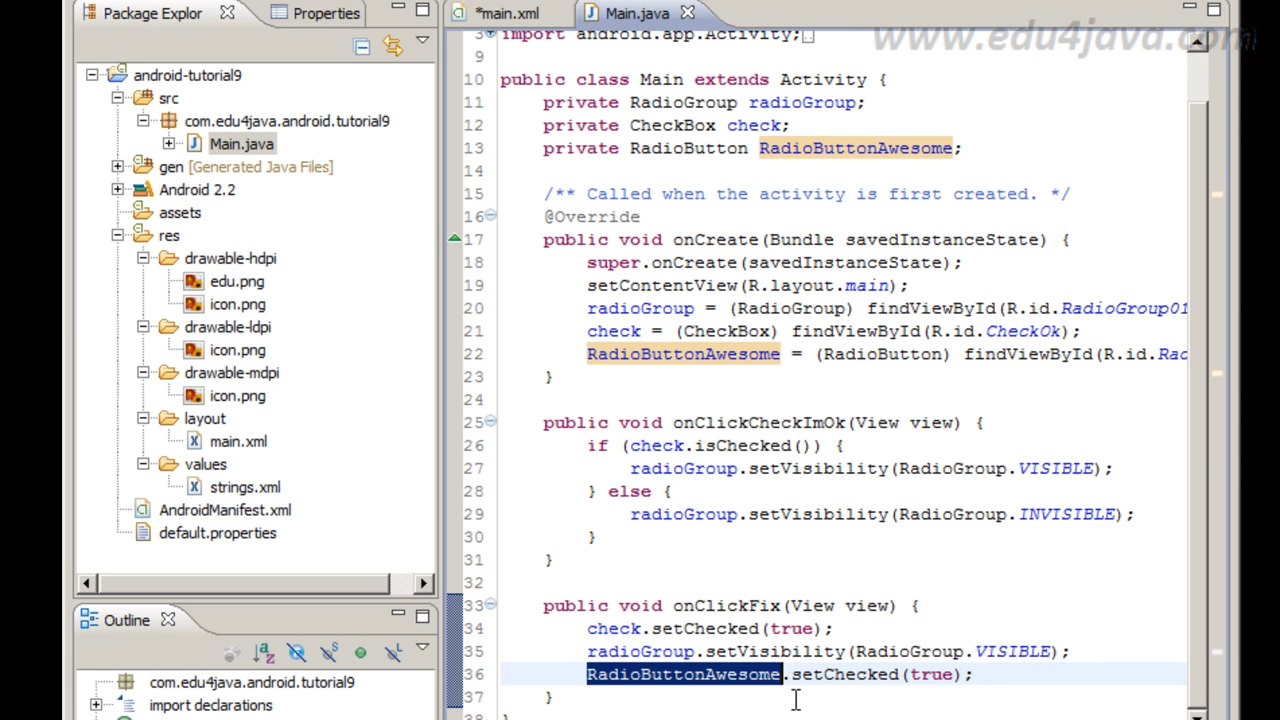 Package Explor
Properties
*main.xml
Main.java
www.edu4java.com
android-tutorial9
src
com.edu4java.android.tutorial9
Main.java
gen [Generated Java Files]
Android 2.2
assets
res
drawable-hdpi
edu.png
icon.png
drawable-ldpi
icon.png
drawable-mdpi
icon.png
layout
main.xml
values
strings.xml
AndroidManifest.xml
default.properties
Outline
com.edu4java.android.tutorial9
import declarations
3 import android.app.Activity;
9
10 public class Main extends Activity {
11 private RadioGroup radioGroup;
12 private CheckBox check;
13 private RadioButton RadioButtonAwesome;
14
15 /** Called when the activity is first created. */
16 @Override
17 public void onCreate(Bundle savedInstanceState) {
18 super.onCreate(savedInstanceState);
19 setContentView(R.layout.main);
20 radioGroup = (RadioGroup) findViewById(R.id.RadioGroup01
21 check = (CheckBox) findViewById(R.id.CheckOk);
22 RadioButtonAwesome = (RadioButton) findViewById(R.id.Rac
23 }
24
25 public void onClickCheckImOk(View view) {
26 if (check.isChecked()) {
27 radioGroup.setVisibility(RadioGroup.VISIBLE);
28 } else {
29 radioGroup.setVisibility(RadioGroup.INVISIBLE);
30 }
31 }
32
33 public void onClickFix(View view) {
34 check.setChecked(true);
35 radioGroup.setVisibility(RadioGroup.VISIBLE);
36 RadioButtonAwesome.setChecked(true);
37 }
38 }